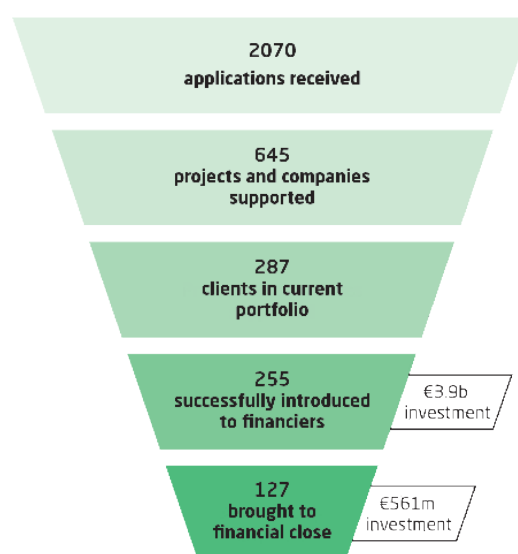 2070
applications received
645
projects and companies
supported
287
clients in current
portfolio
255
successfully introduced
to financiers
€3.9b
investment
127
brought to
financial close
€561m
investment